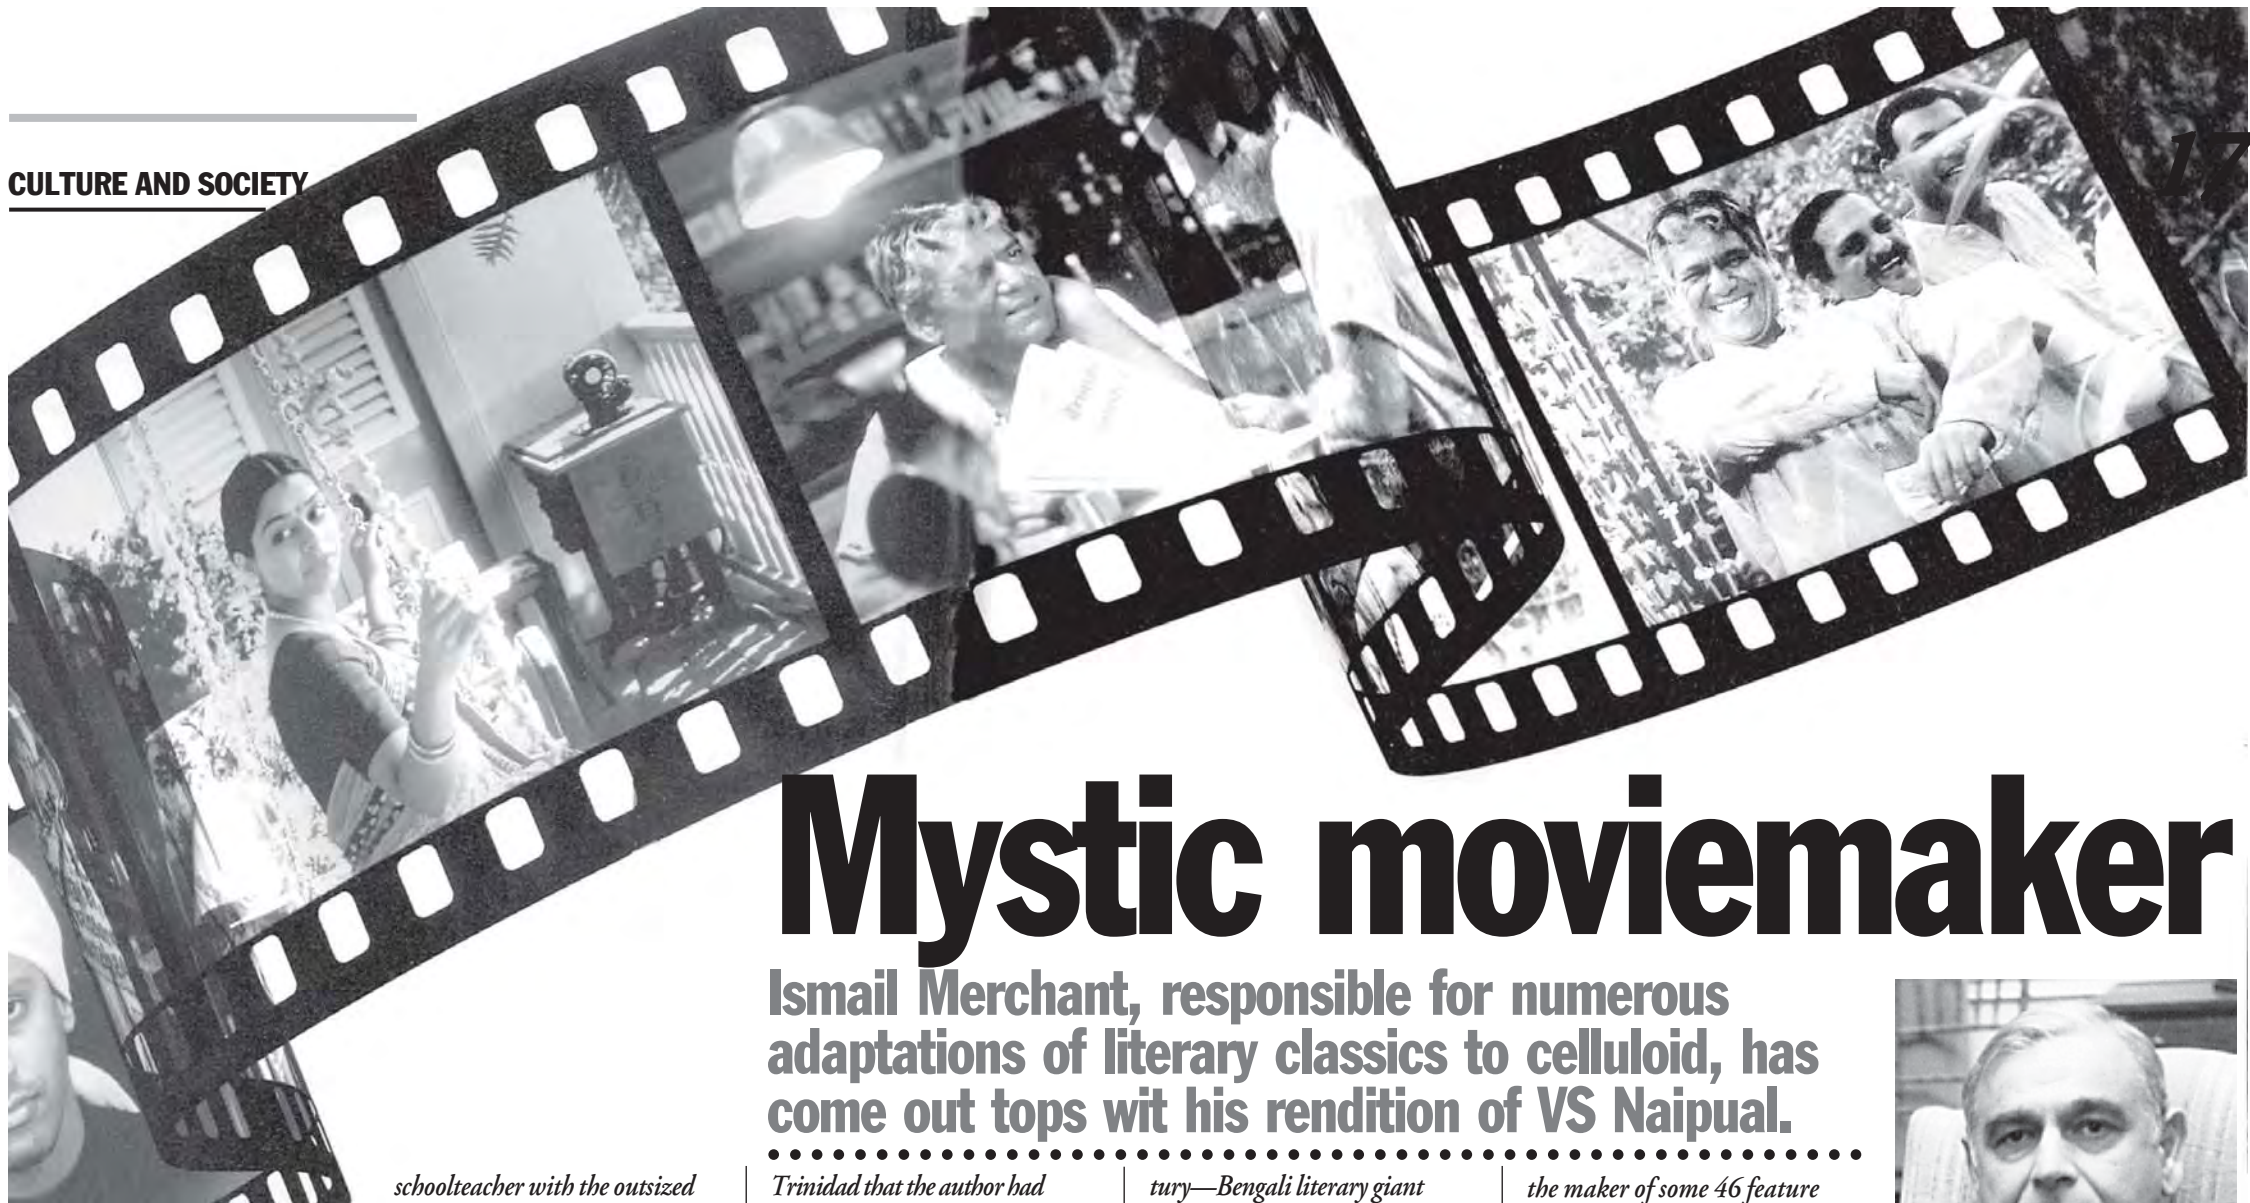 CULTURE AND SOCIETY
17
Mystic moviemaker
Ismail Merchant, responsible for numerous
adaptations of literary classics to celluloid, has
come out tops wit his rendition of VS Naipual.
schoolteacher with the outsized
Trinidad that the author had
tury—Bengali literary giant
the maker of some 46 feature